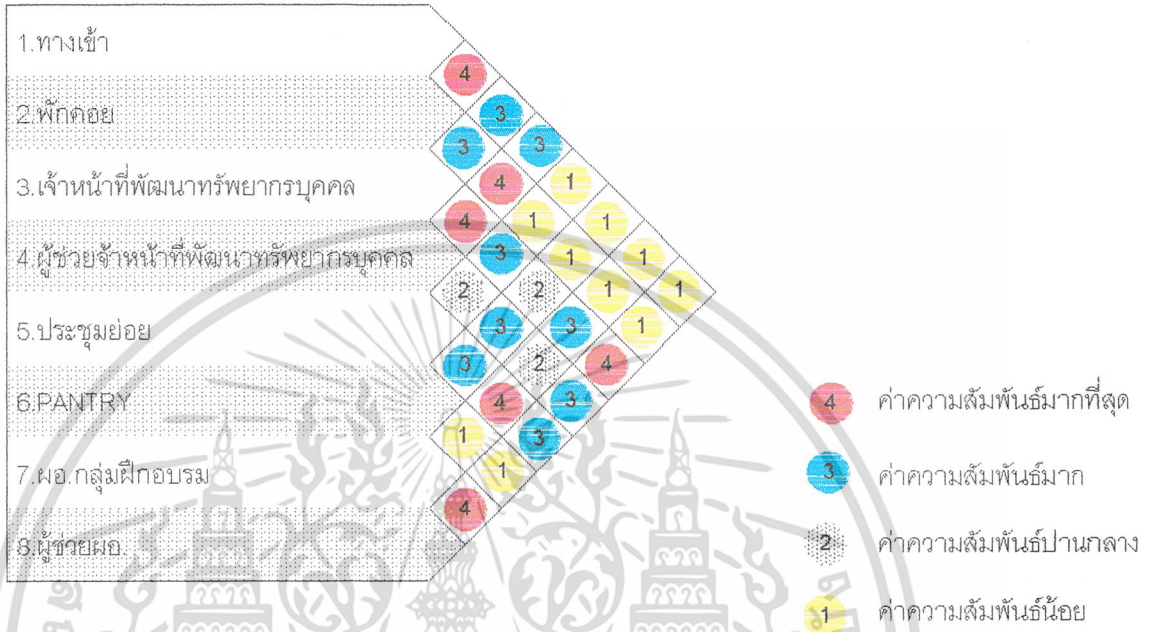 1.ทางเข้า
4
2.พักคอย 3
3 3
3.เจ้าหน้าที่พัฒนาทรัพยากรบุคคล 4 1
4 1 1
4.ผู้ช่วยจ้าหน้าที่พัฒนาทรัพยากรบุคคล 3 1 1
2 2 1 1
5.ประชุมย่อย 3 3 1
3 2 4
6.PANTRY 4 3
1 3
7.ผอ.กลุ่มฝึกอบรม 1
4
8.ผู้ช่วยผอ.
4 ค่าความสัมพันธ์มากที่สุด
3 ค่าความสัมพันธ์มาก
2 ค่าความสัมพันธ์ปานกลาง
1 ค่าความสัมพันธ์น้อย